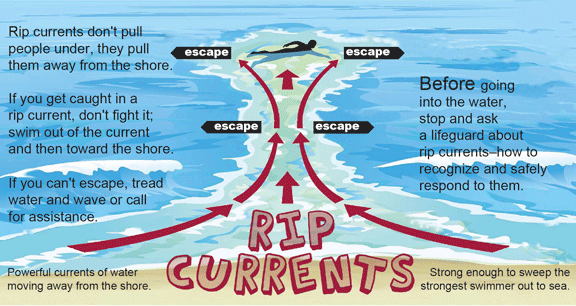 Rip currents don't pull
people under, they pull
them away from the shore.
If you get caught in a
rip current, don't fight it;
swim out of the current
and then toward the shore.
If you can't escape, tread
water and wave or call
for assistance.
escape
escape
escape
escape
Before going
into the water,
stop and ask
a lifeguard about
rip currents–how to
recognize and safely
respond to them.
RIP
CURRENTS
Powerful currents of water
moving away from the shore.
Strong enough to sweep the
strongest swimmer out to sea.